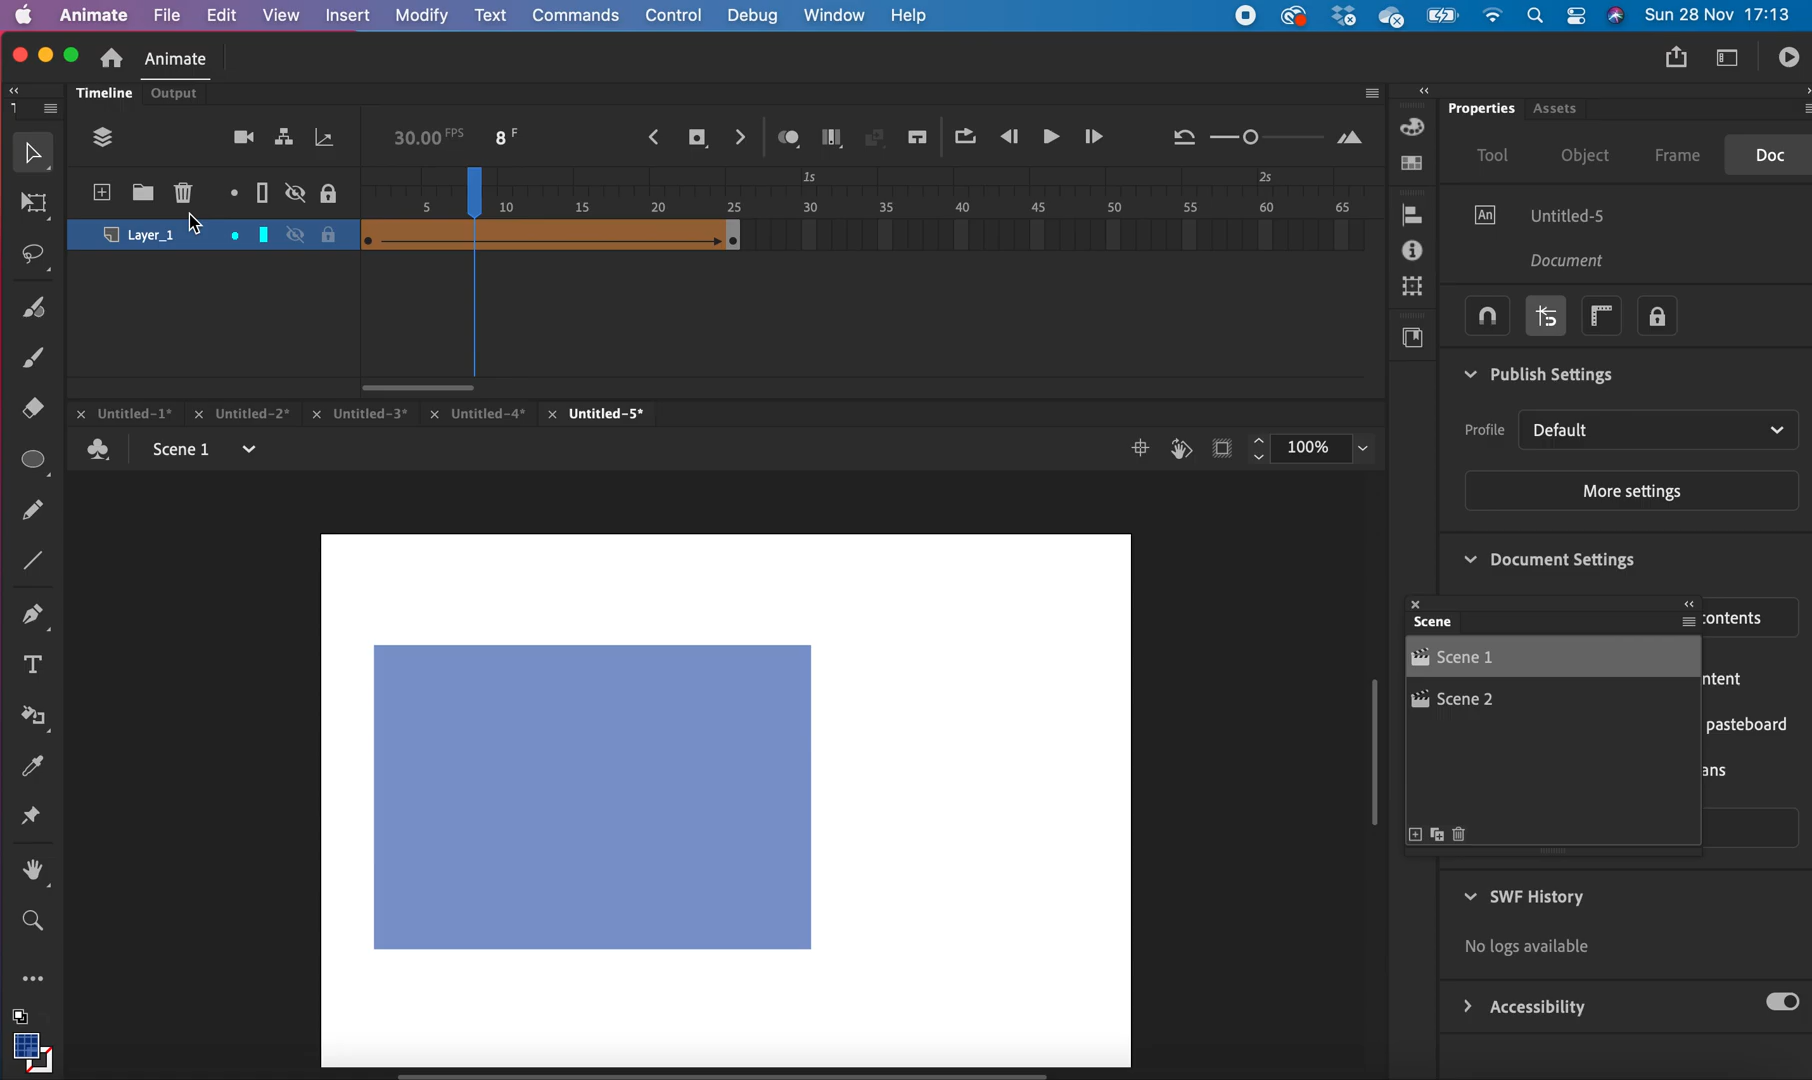 Animate File Edit View Insert Modify Text Commands Control Debug Window Help Sun 28 Nov 17:13
Animate
Timeline Output
Properties Assets
30.00 FPS 8 F
Tool Object Frame Doc
1s 2s
5 10 15 20 25 30 35 40 45 50 55 60 65
Layer_1
An Untitled-5
Document
Publish Settings
Untitled-1* Untitled-2* Untitled-3* Untitled-4* Untitled-5*
Profile Default
Scene 1 100%
More settings
Document Settings
Scene
contents
Scene 1
ntent
Scene 2
pasteboard
ans
SWF History
No logs available
Accessibility